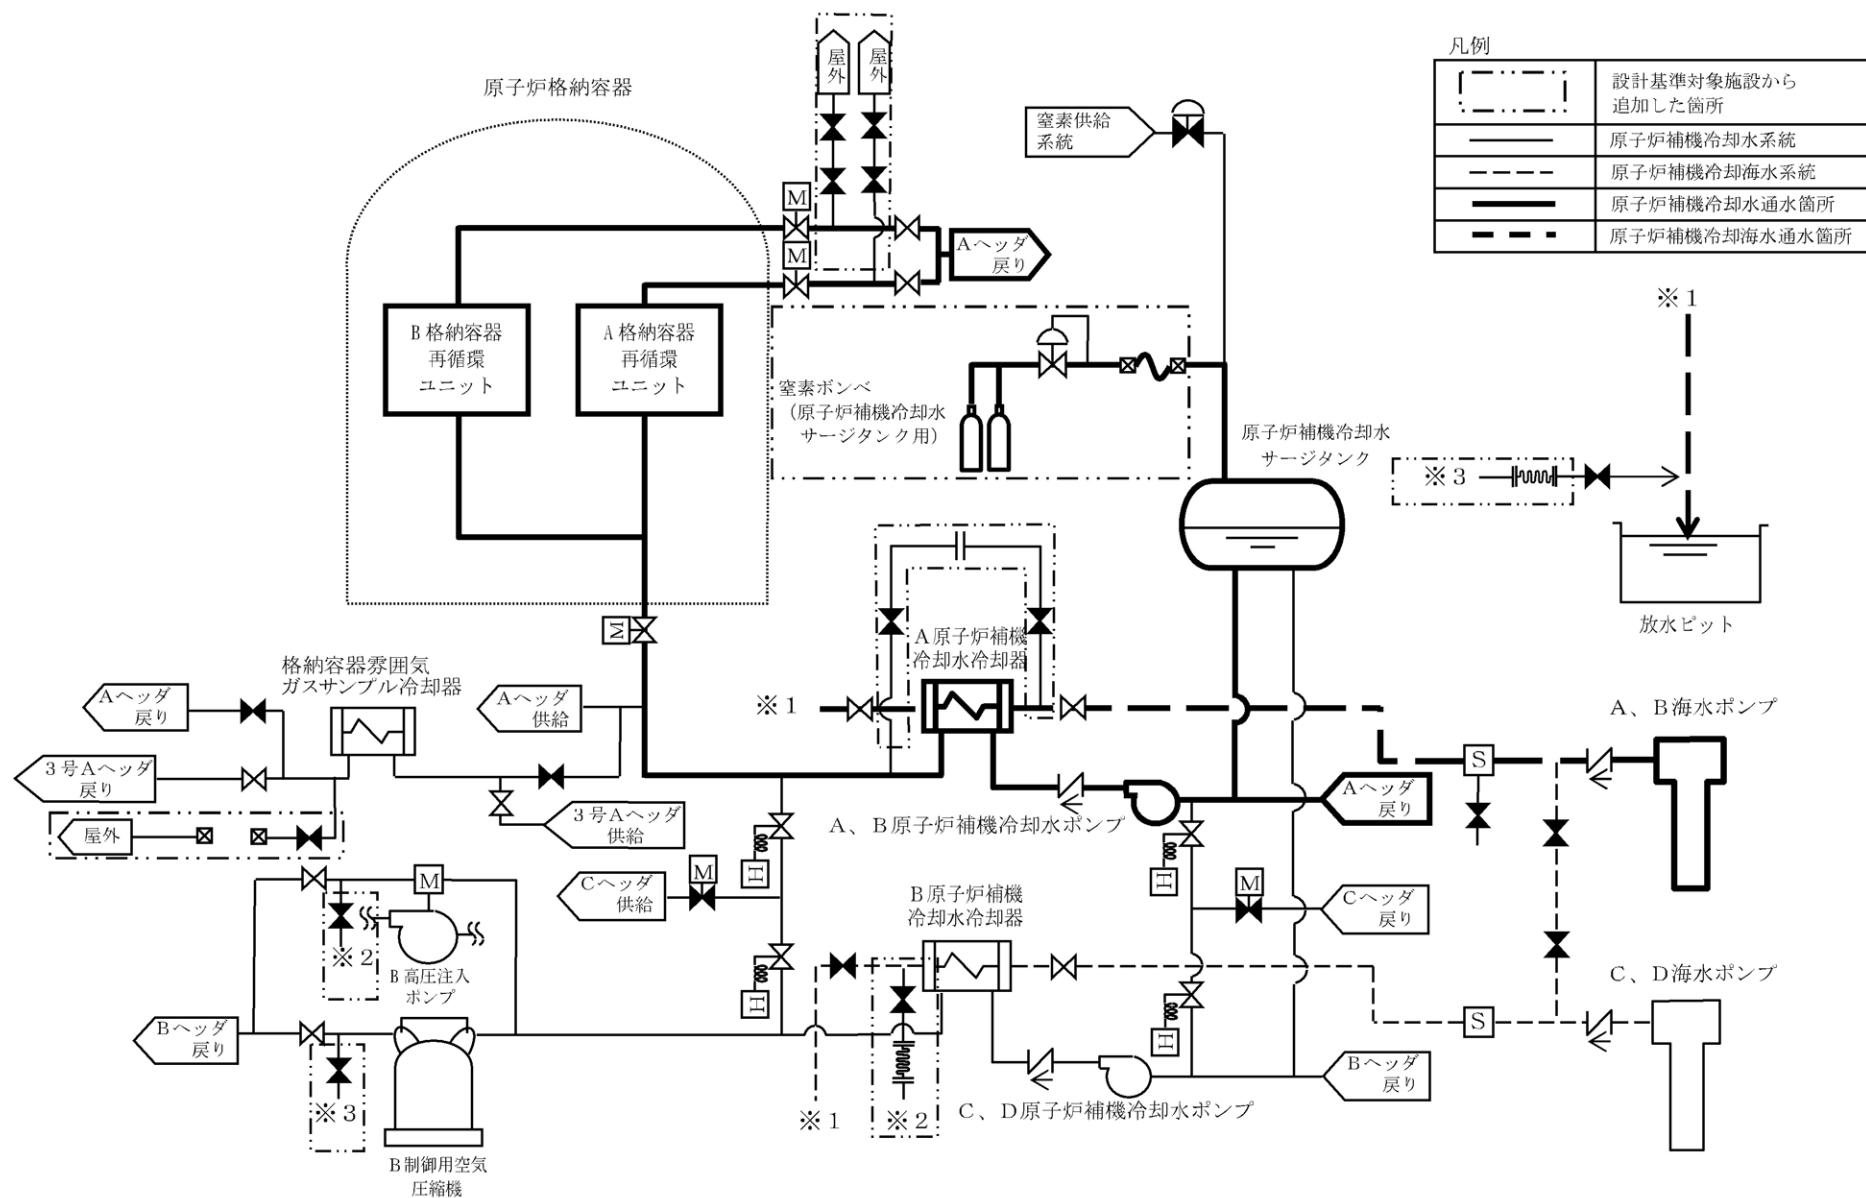 凡例
設計基準対象施設から
追加した箇所
原子炉補機冷却水系統
原子炉補機冷却海水系統
原子炉補機冷却水通水箇所
原子炉補機冷却海水通水箇所
屋外
屋外
原子炉格納容器
窒素供給
系統
M
M
Aヘッダ
戻り
B格納容器
再循環
ユニット
A格納容器
再循環
ユニット
窒素ボンベ
(原子炉補機冷却水
サージタンク用)
原子炉補機冷却水
サージタンク
※1
※3
放水ピット
M
A原子炉補機
冷却水冷却器
格納容器雰囲気
ガスサンプル冷却器
Aヘッダ
戻り
Aヘッダ
供給
※1
A、B海水ポンプ
S
3号Aヘッダ
戻り
3号Aヘッダ
供給
屋外
A、B原子炉補機冷却水ポンプ
Aヘッダ
戻り
H
H
M
Cヘッダ
供給
M
Cヘッダ
戻り
M
※2
B高圧注入
ポンプ
B原子炉補機
冷却水冷却器
C、D海水ポンプ
S
H
H
Bヘッダ
戻り
※3
B制御用空気
圧縮機
※1
※2
C、D原子炉補機冷却水ポンプ
Bヘッダ
戻り